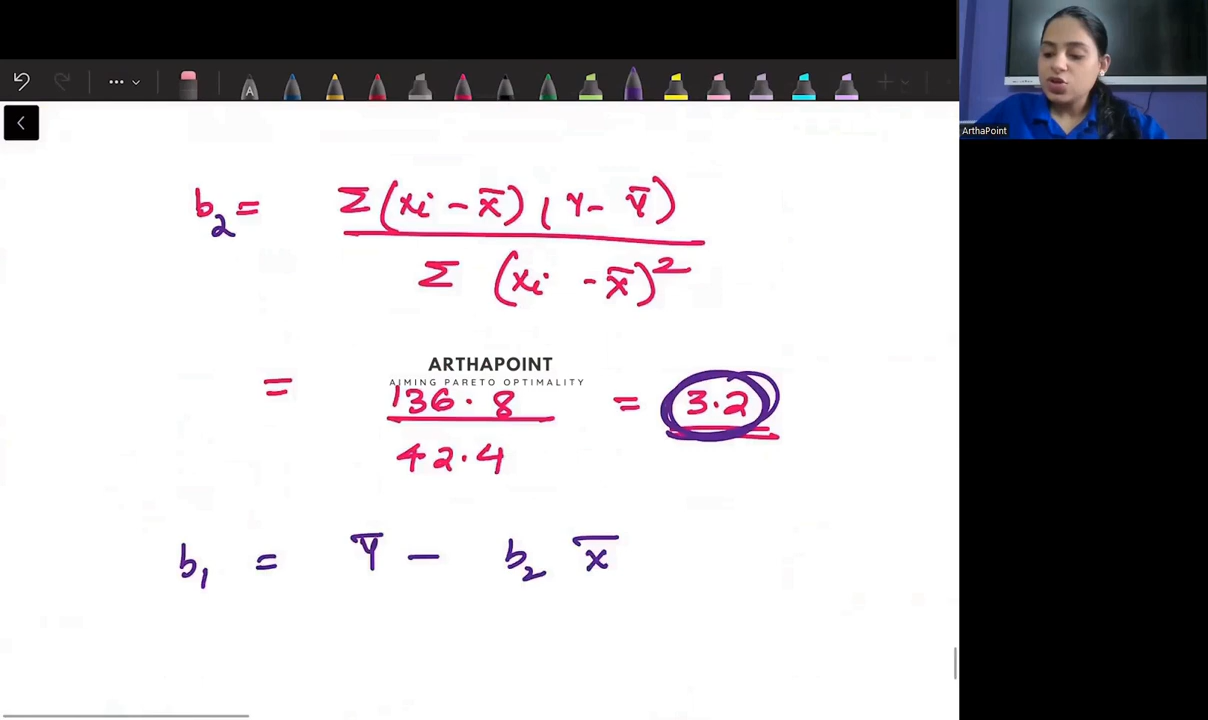 A
ArthaPoint
b₂ = Σ(xi - x̄)(Y - Ȳ)
Σ (xi - x̄)²
ARTHAPOINT
AIMING PARETO OPTIMALITY
= 136.8 = 3.2
42.4
b₁ = Ȳ - b₂ x̄